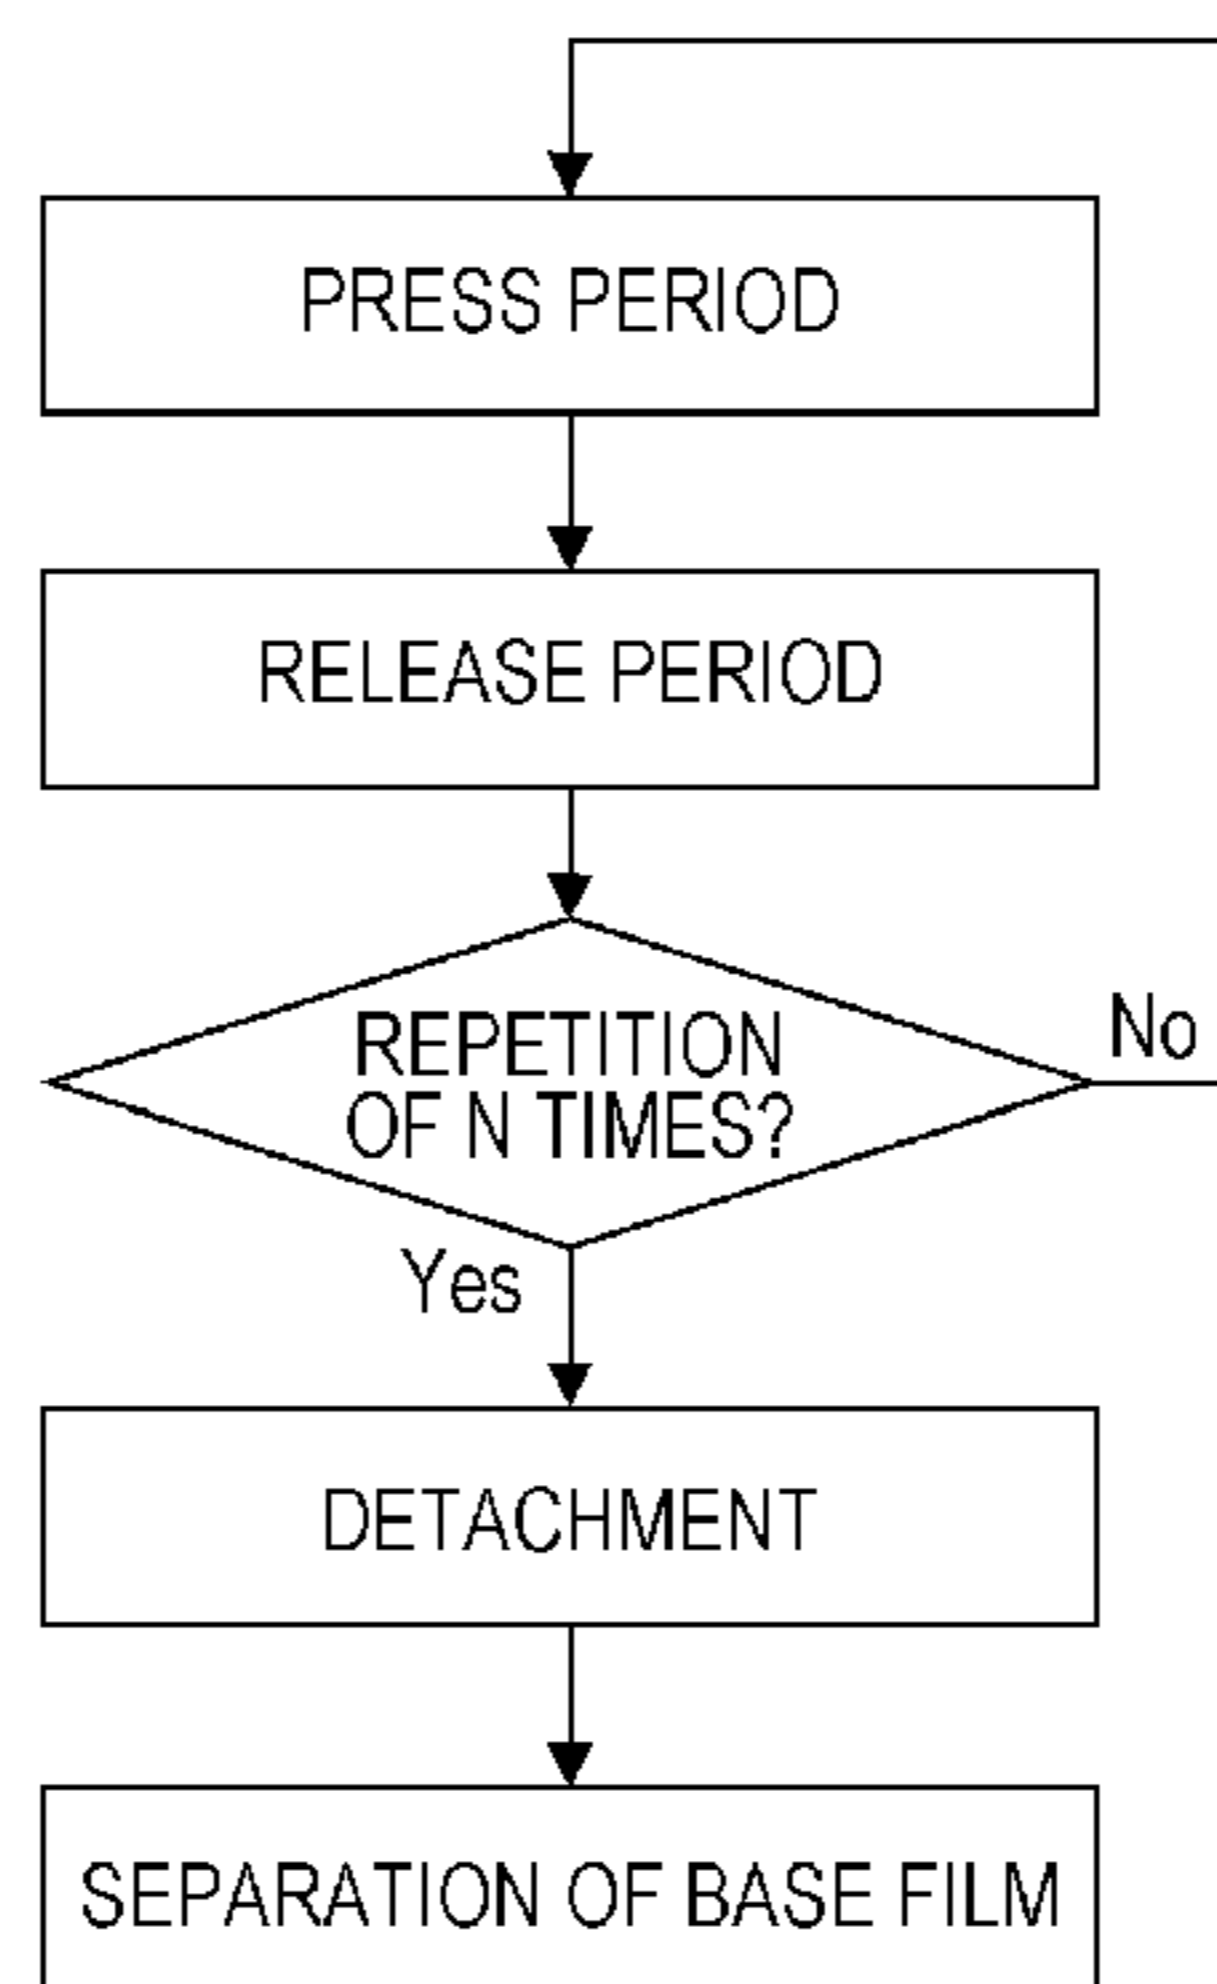 PRESS PERIOD
RELEASE PERIOD
REPETITION
OF N TIMES?
No
Yes
DETACHMENT
SEPARATION OF BASE FILM